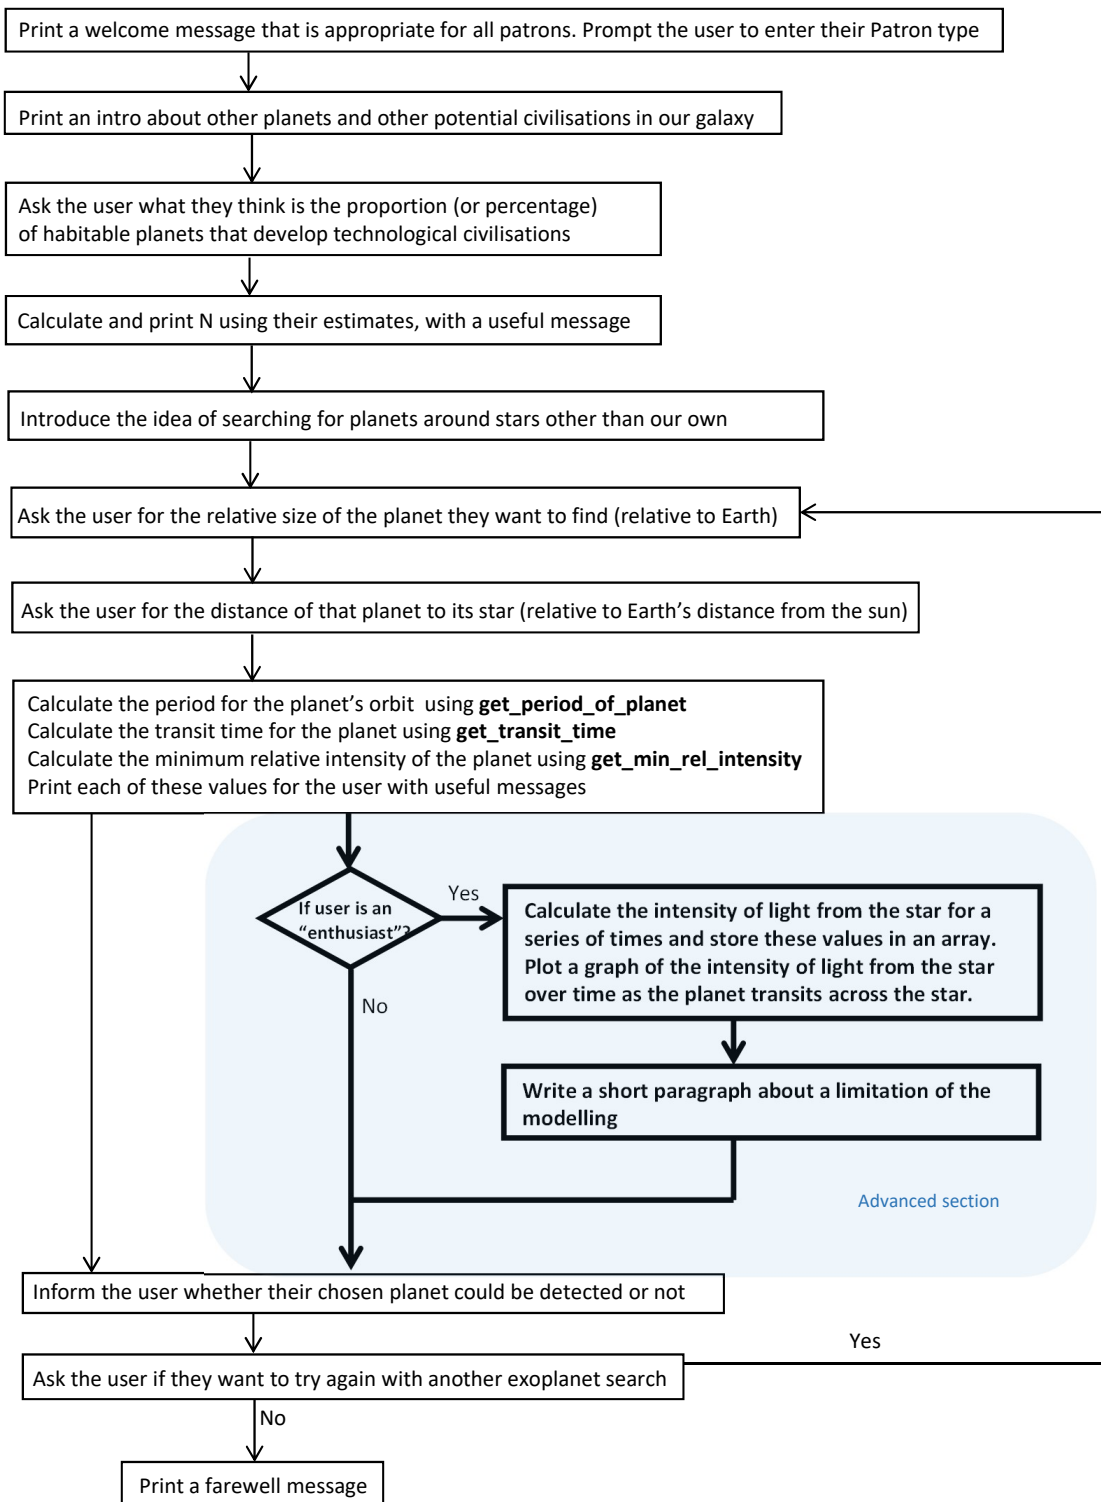 Print a welcome message that is appropriate for all patrons. Prompt the user to enter their Patron type
Print an intro about other planets and other potential civilisations in our galaxy
Ask the user what they think is the proportion (or percentage)
of habitable planets that develop technological civilisations
Calculate and print N using their estimates, with a useful message
Introduce the idea of searching for planets around stars other than our own
Ask the user for the relative size of the planet they want to find (relative to Earth)
Ask the user for the distance of that planet to its star (relative to Earth’s distance from the sun)
Calculate the period for the planet’s orbit using get_period_of_planet
Calculate the transit time for the planet using get_transit_time
Calculate the minimum relative intensity of the planet using get_min_rel_intensity
Print each of these values for the user with useful messages
If user is an
“enthusiast”?
Yes
Calculate the intensity of light from the star for a
series of times and store these values in an array.
Plot a graph of the intensity of light from the star
over time as the planet transits across the star.
No
Write a short paragraph about a limitation of the
modelling
Advanced section
Inform the user whether their chosen planet could be detected or not
Ask the user if they want to try again with another exoplanet search
Yes
No
Print a farewell message